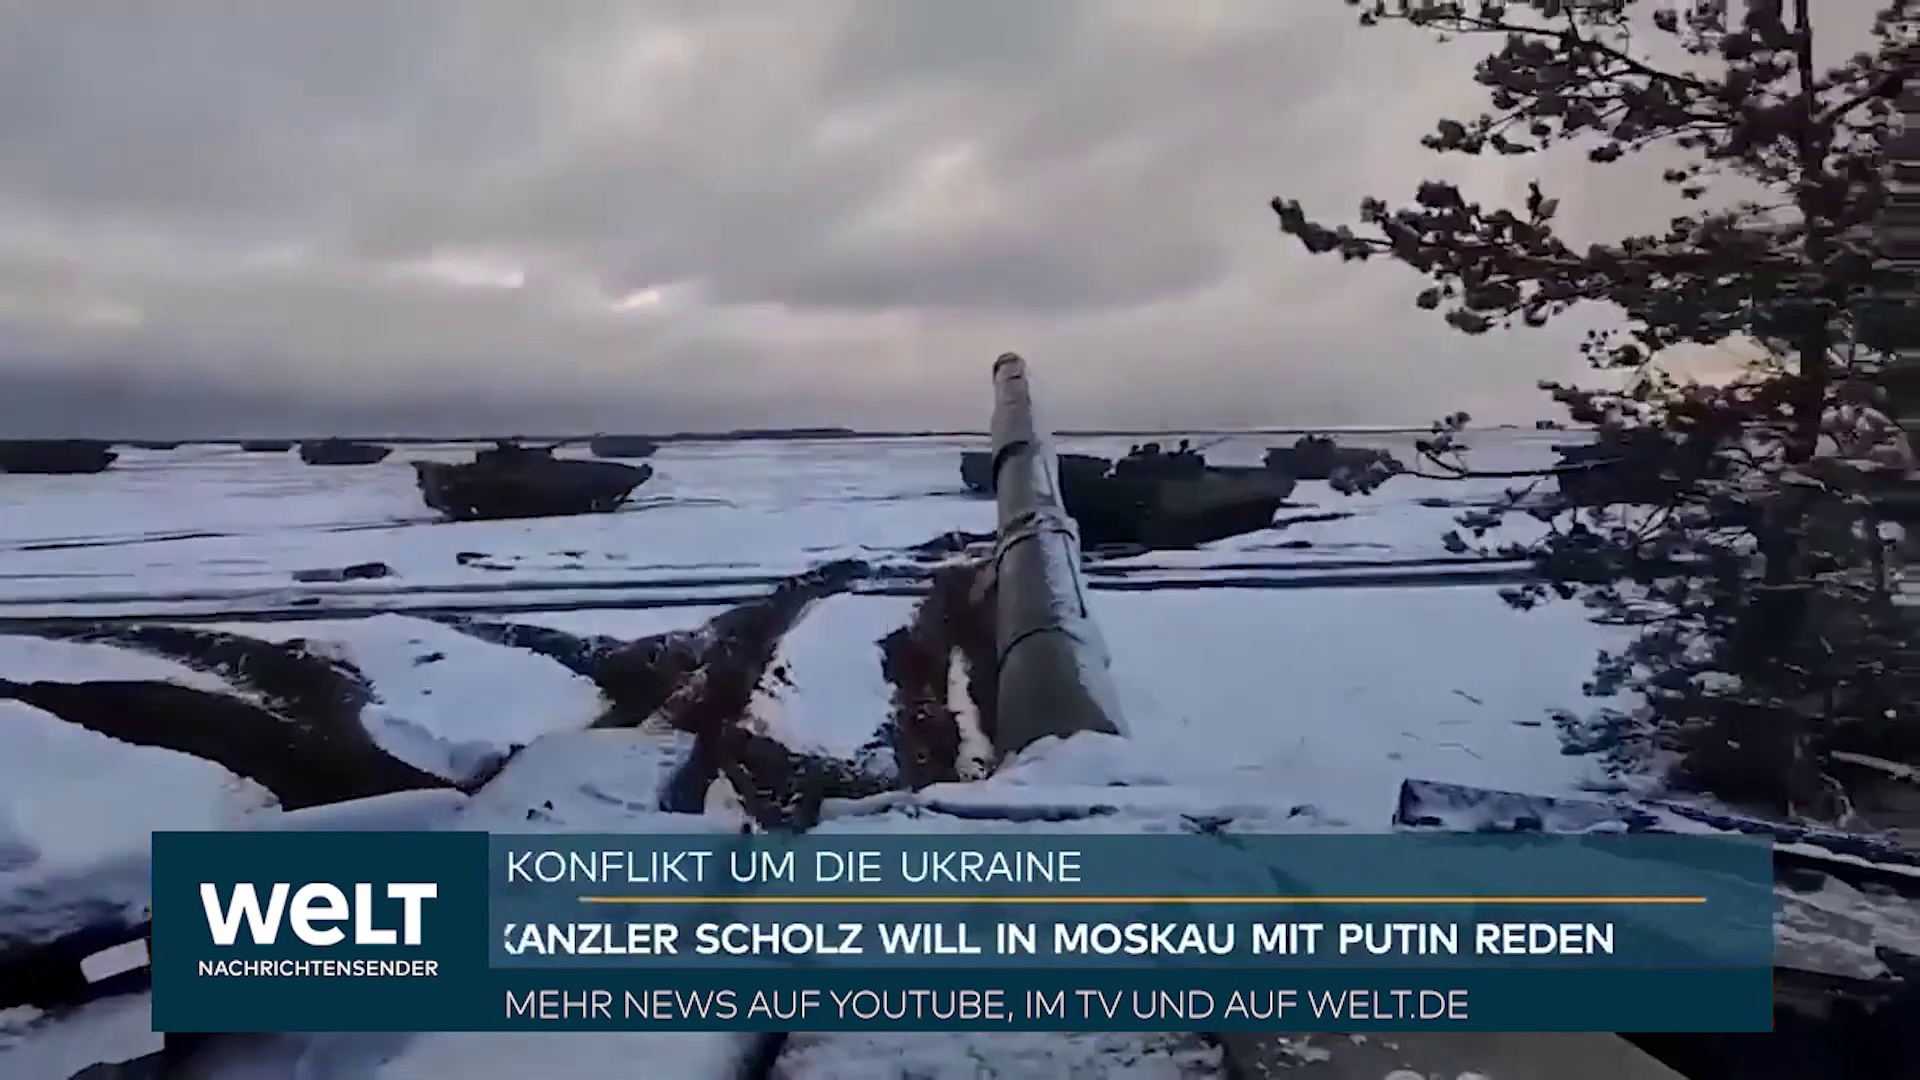 KONFLIKT UM DIE UKRAINE
KANZLER SCHOLZ WILL IN MOSKAU MIT PUTIN REDEN
MEHR NEWS AUF YOUTUBE, IM TV UND AUF WELT.DE
WELT
NACHRICHTENSENDER